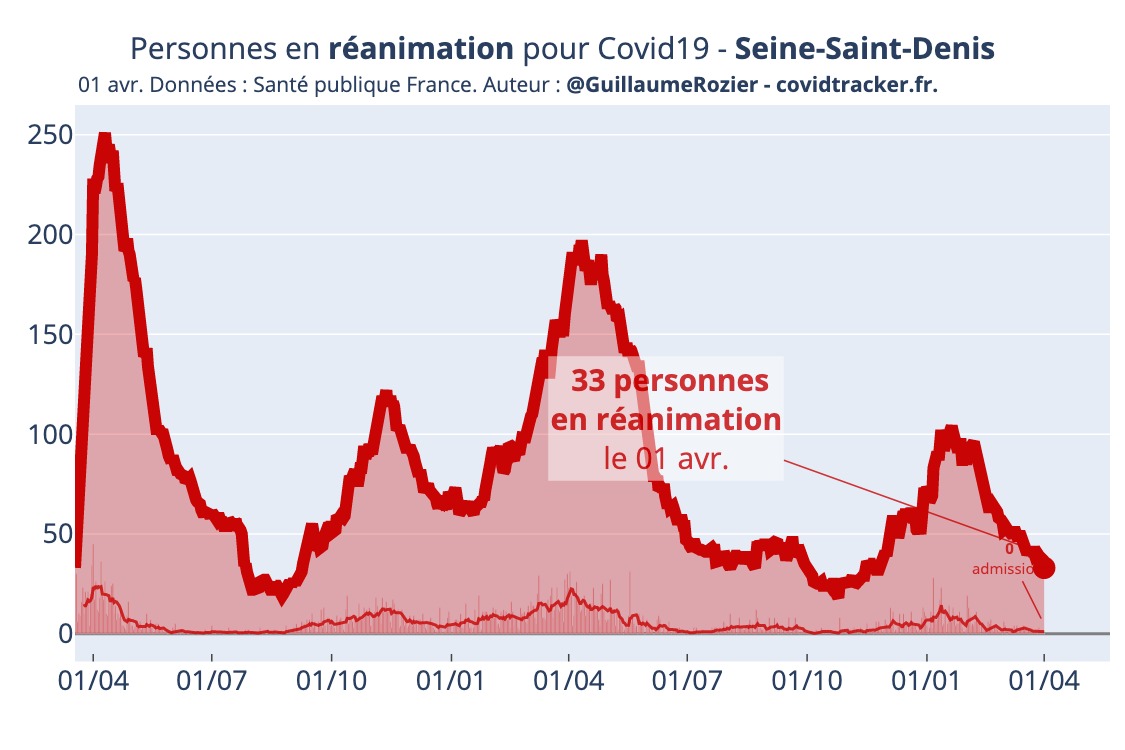 Personnes en réanimation pour Covid19 - Seine-Saint-Denis
01 avr. Données : Santé publique France. Auteur : @GuillaumeRozier - covidtracker.fr.
250
200
150
100
50
0
33 personnes
en réanimation
le 01 avr.
0
admissio
01/04 01/07 01/10 01/01 01/04 01/07 01/10 01/01 01/04